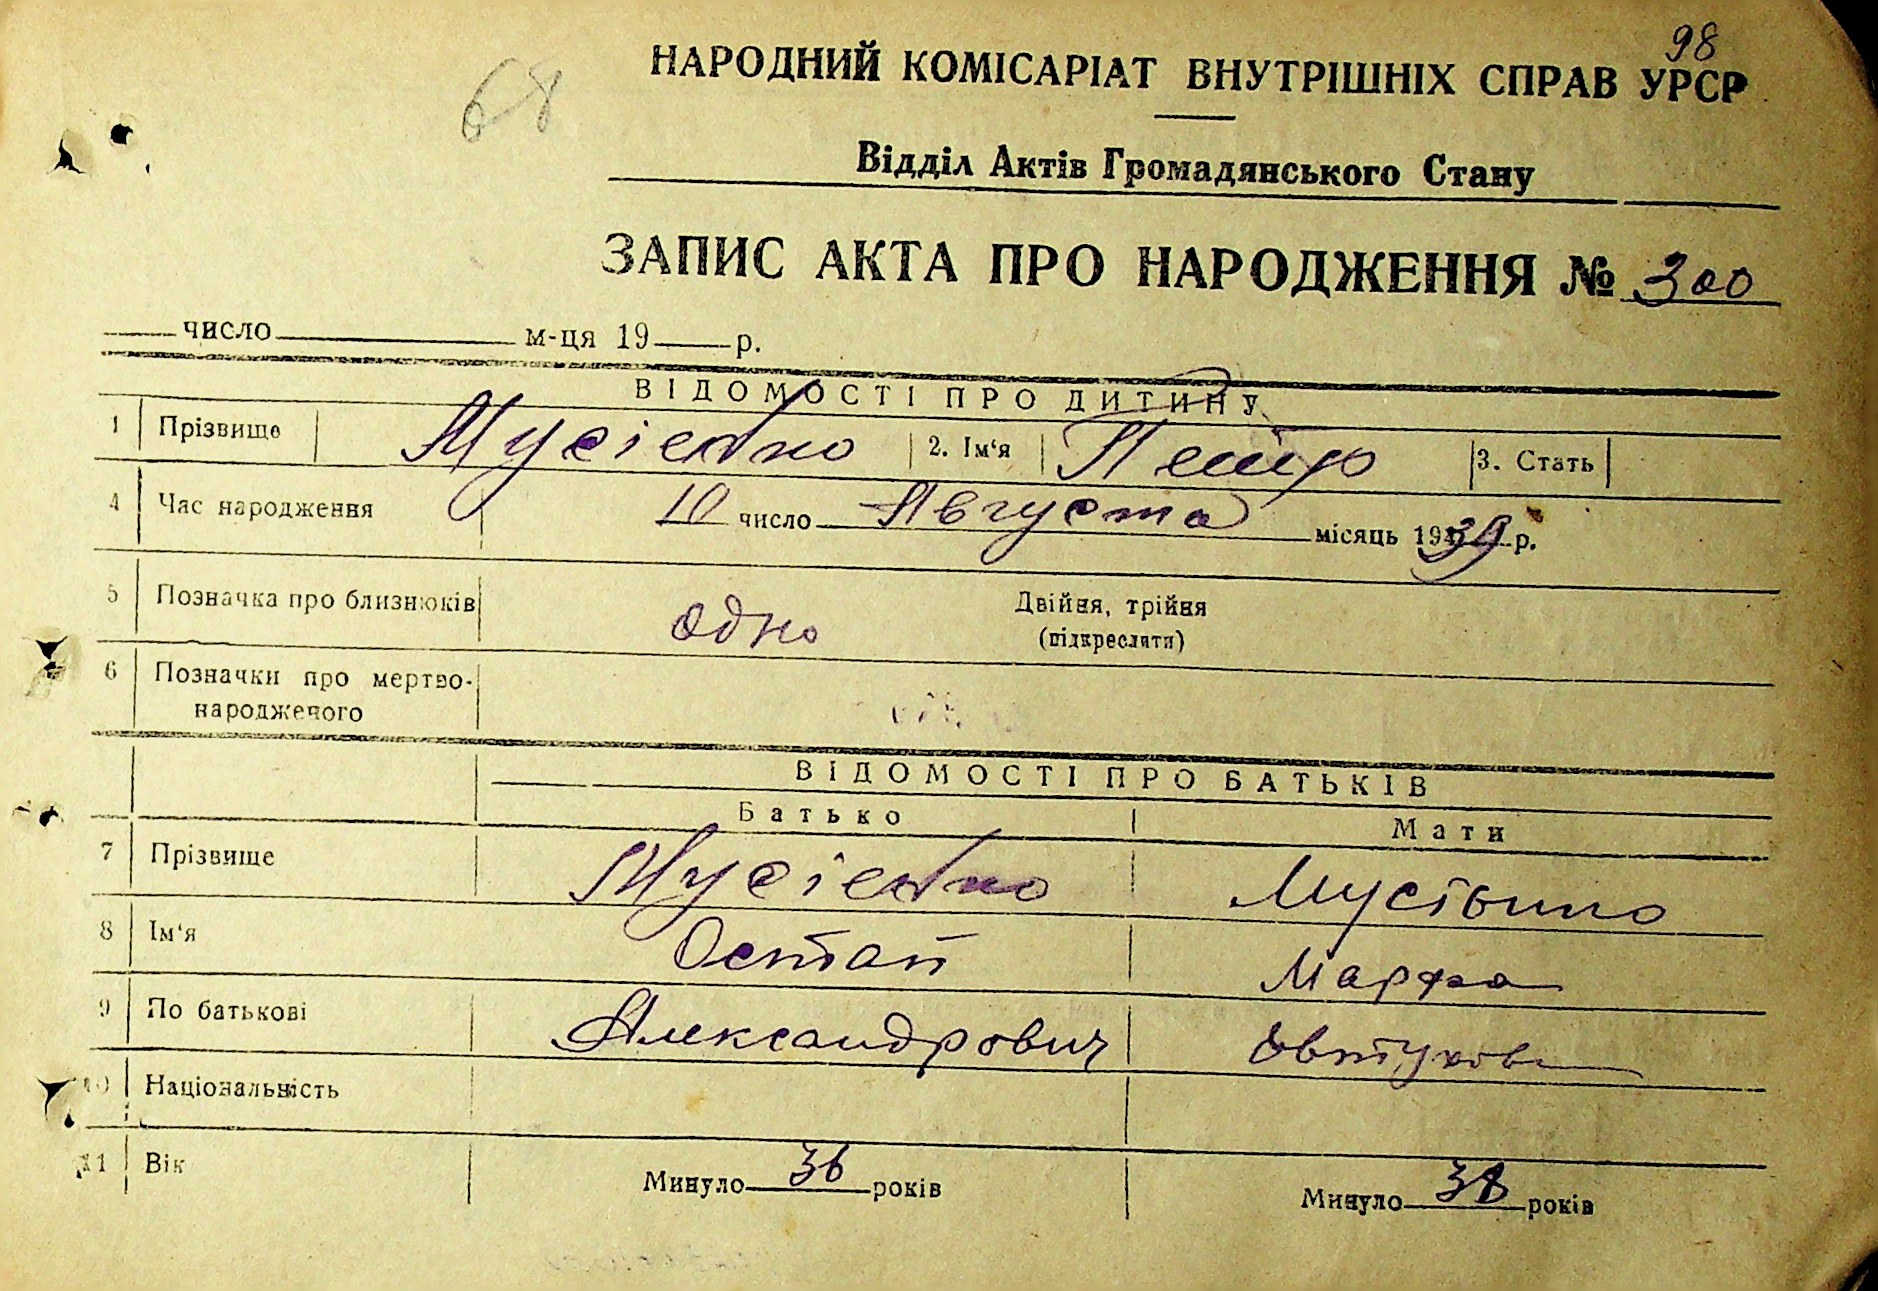 98
НАРОДНИЙ КОМІСАРІАТ ВНУТРІШНІХ СПРАВ УРСР
68
Відділ Актів Громадянського Стану
ЗАПИС АКТА ПРО НАРОДЖЕННЯ № 300
число м-ця 19 р.
ВІДОМОСТІ ПРО ДИТИНУ
1 Прізвище Мусієнко 2. Ім'я Петро 3. Стать
4 Час народження 10 число Августа місяць 1939 р.
5 Позначка про близнюків одно Двійня, трійня
(підкреслити)
6 Позначки про мертво-
народженого
ВІДОМОСТІ ПРО БАТЬКІВ
Батько Мати
7 Прізвище Мусієнко
8 Ім'я Остап Марфа
9 По батькові Александрович
10 Національність
11 Вік Минуло 36 років Минуло 38 років